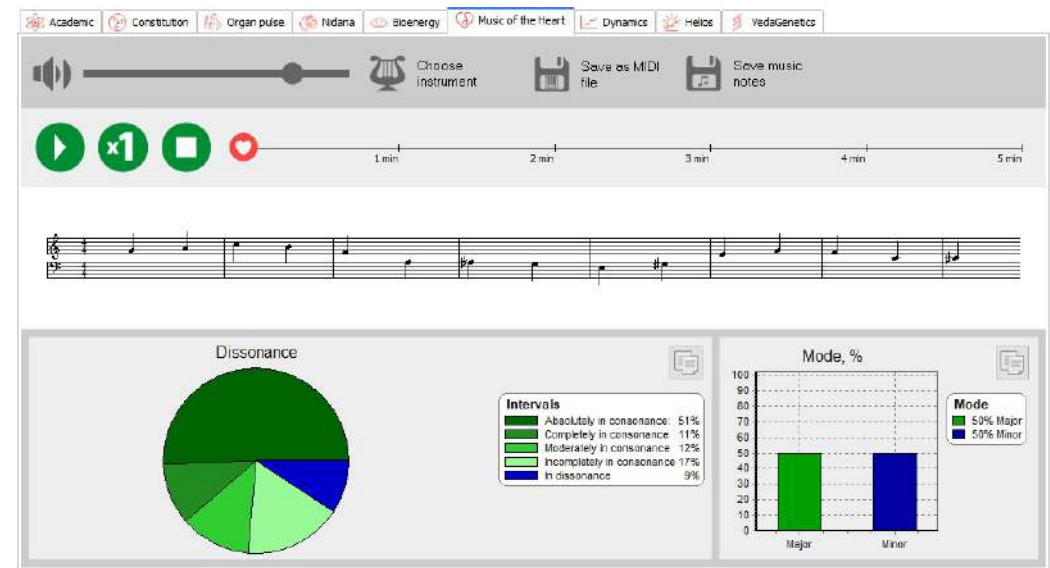 Academic Constitution Organ pulse Nidana Bioenergy Music of the Heart Dynamics Helios VedaGenetics
Choose
instrument
Save as MIDI
file
Save music
notes
x1
1 min 2 min 3 min 4 min 5 min
Dissonance
Intervals
Absolutely in consonance: 51%
Completely in consonance 11%
Moderately in consonance 12%
Incompletely in consonance 17%
In dissonance 9%
Mode, %
100
90
80
70
60
50
40
30
20
10
0
Major Minor
Mode
50% Major
50% Minor